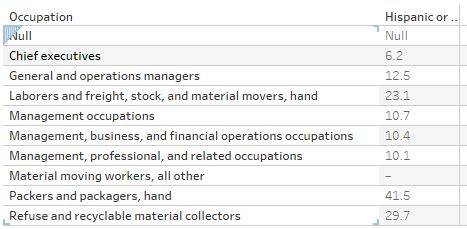 Occupation Hispanic or ..
Null Null
Chief executives 6.2
General and operations managers 12.5
Laborers and freight, stock, and material movers, hand 23.1
Management occupations 10.7
Management, business, and financial operations occupations 10.4
Management, professional, and related occupations 10.1
Material moving workers, all other –
Packers and packagers, hand 41.5
Refuse and recyclable material collectors 29.7